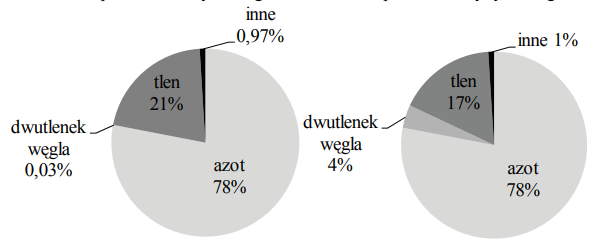 inne
0,97%
tlen
21%
dwutlenek
węgla
0,03%
azot
78%
inne 1%
tlen
17%
dwutlenek
węgla
4%
azot
78%